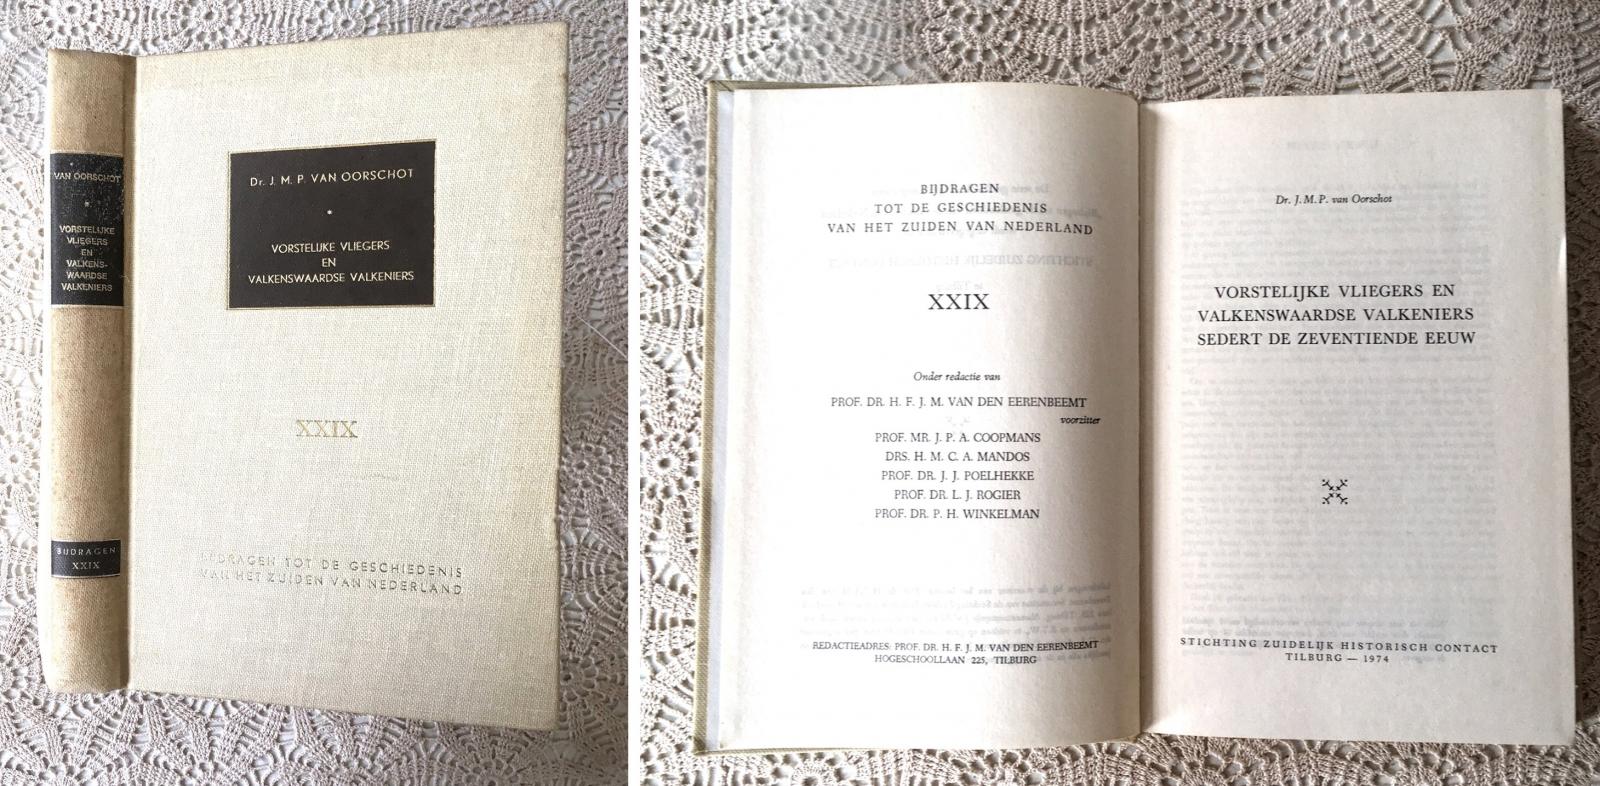 VAN OORSCHOT
*
VORSTELIJKE
VLIEGERS
EN
VALKENS-
WAARDSE
VALKENIERS
BIJDRAGEN
XXIX
Dr. J. M. P. VAN OORSCHOT
*
VORSTELIJKE VLIEGERS
EN
VALKENSWAARDSE VALKENIERS
XXIX
BIJDRAGEN TOT DE GESCHIEDENIS
VAN HET ZUIDEN VAN NEDERLAND
BIJDRAGEN
TOT DE GESCHIEDENIS
VAN HET ZUIDEN VAN NEDERLAND
XXIX
Onder redactie van
PROF. DR. H. F. J. M. VAN DEN EERENBEEMT
voorzitter
PROF. MR. J. P. A. COOPMANS
DRS. H. M. C. A. MANDOS
PROF. DR. J. J. POELHEKKE
PROF. DR. L. J. ROGIER
PROF. DR. P. H. WINKELMAN
REDACTIEADRES: PROF. DR. H. F. J. M. VAN DEN EERENBEEMT
HOGESCHOOLLAAN 225, TILBURG
Dr. J. M. P. van Oorschot
VORSTELIJKE VLIEGERS EN
VALKENSWAARDSE VALKENIERS
SEDERT DE ZEVENTIENDE EEUW
STICHTING ZUIDELIJK HISTORISCH CONTACT
TILBURG — 1974